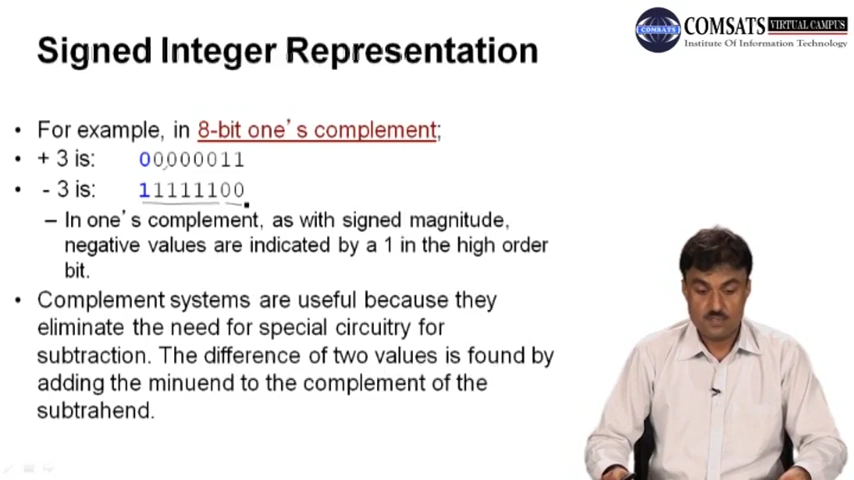 COMSATS VIRTUAL CAMPUS
COMSATS
Institute Of Information Technology
Signed Integer Representation
• For example, in 8-bit one's complement;
• + 3 is: 00000011
• - 3 is: 11111100
– In one's complement, as with signed magnitude,
negative values are indicated by a 1 in the high order
bit.
• Complement systems are useful because they
eliminate the need for special circuitry for
subtraction. The difference of two values is found by
adding the minuend to the complement of the
subtrahend.